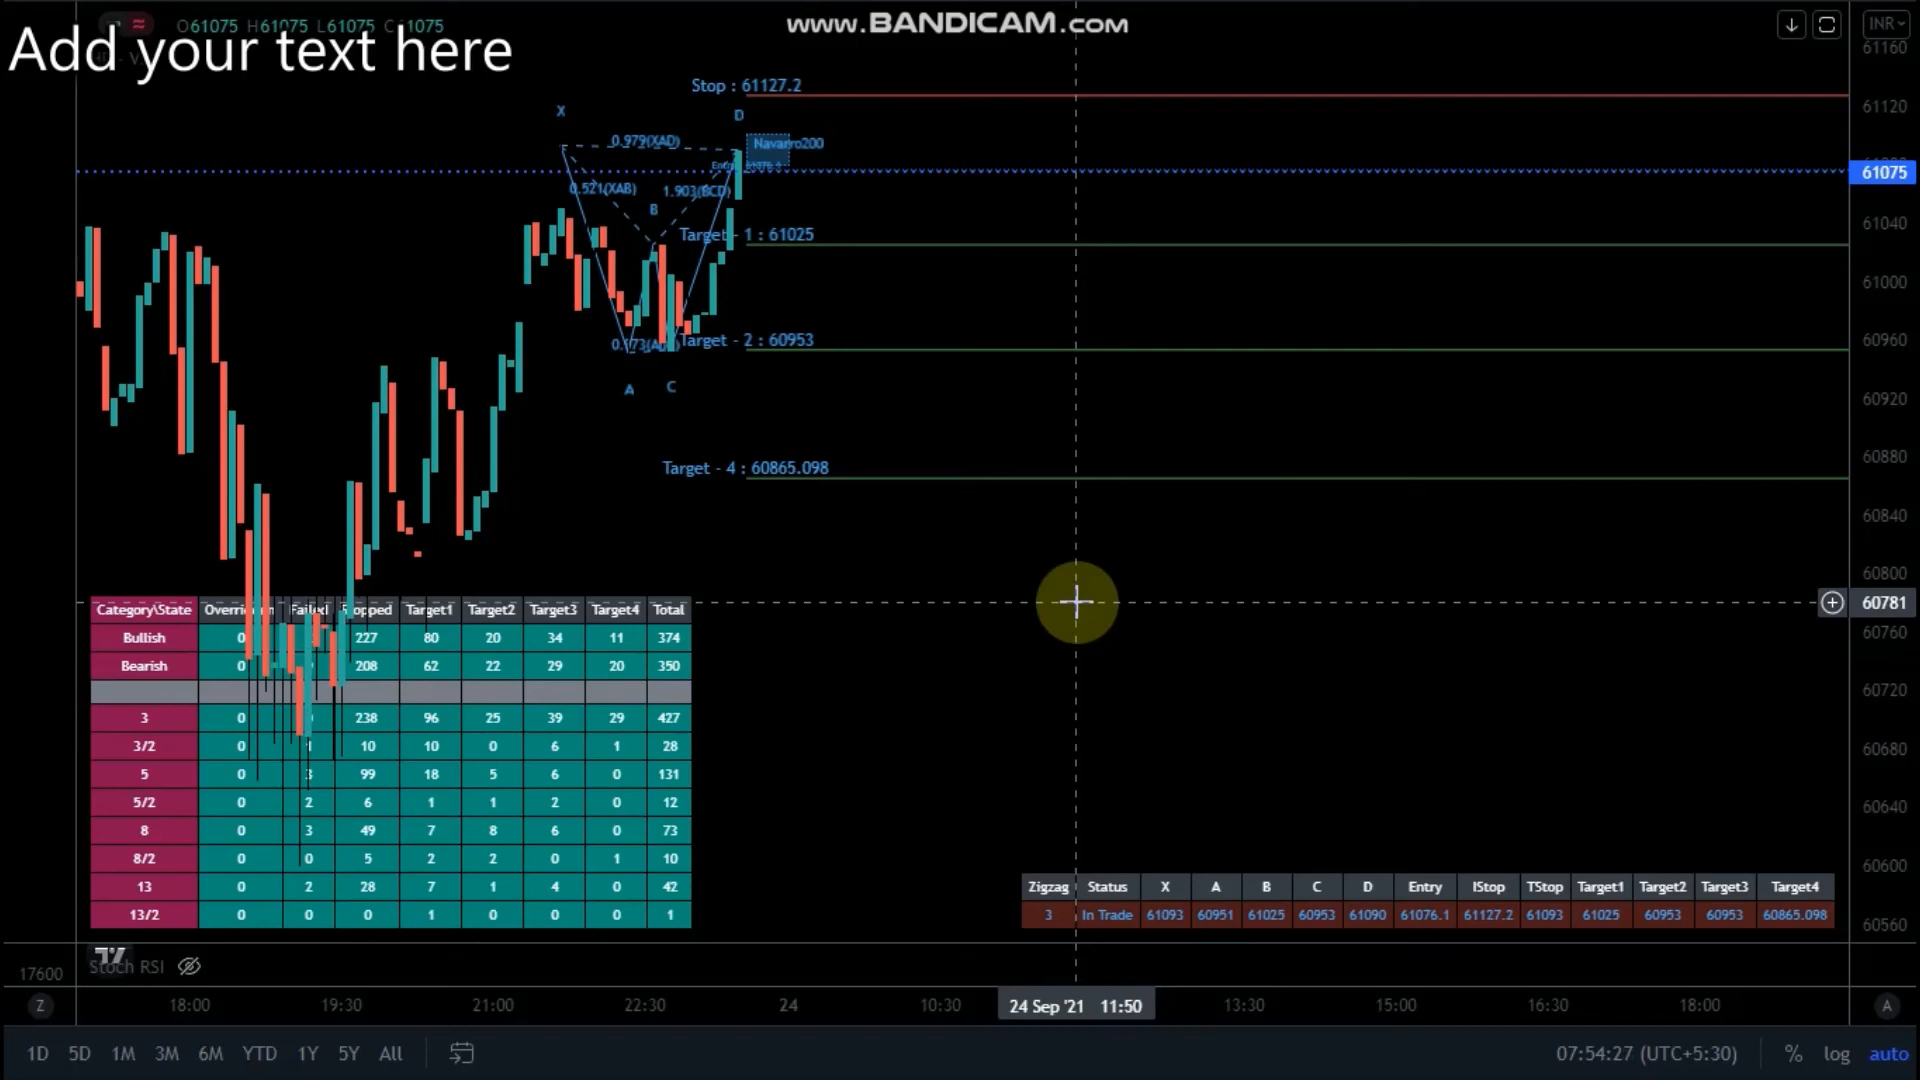 O61075 H61075 L61075 C61075
Add your text here
www.BANDICAM.com
INR
61160
Stop : 61127.2
61120
X
D
0.979(XAD)
Navarro200
61075
0.521(XAB) 1.903(BCD)
B
Target - 1 : 61025
61040
61000
Target - 2 : 60953
60960
A
C
60920
Target - 4 : 60865.098
60880
60840
60800
60781
60760
60720
60680
60640
60600
60560
Category\State Failed Stopped Target1 Target2 Target3 Target4 Total
Bullish 0 227 80 20 34 11 374
Bearish 0 208 62 22 29 20 350
3 0 238 96 25 39 29 427
3/2 0 1 10 10 0 6 1 28
5 0 3 99 18 5 6 0 131
5/2 0 2 6 1 1 2 0 12
8 0 3 49 7 8 6 0 73
8/2 0 0 5 2 2 0 1 10
13 0 2 28 7 1 4 0 42
13/2 0 0 0 1 0 0 0 1
Zigzag Status X A B C D Entry IStop TStop Target1 Target2 Target3 Target4
3 In Trade 61093 60951 61025 60953 61090 61076.1 61127.2 61093 61025 60953 60953 60865.098
17600
Stoch RSI
Z 18:00 19:30 21:00 22:30 24 10:30 24 Sep '21 11:50 13:30 15:00 16:30 18:00 A
1D 5D 1M 3M 6M YTD 1Y 5Y All
07:54:27 (UTC+5:30) % log auto